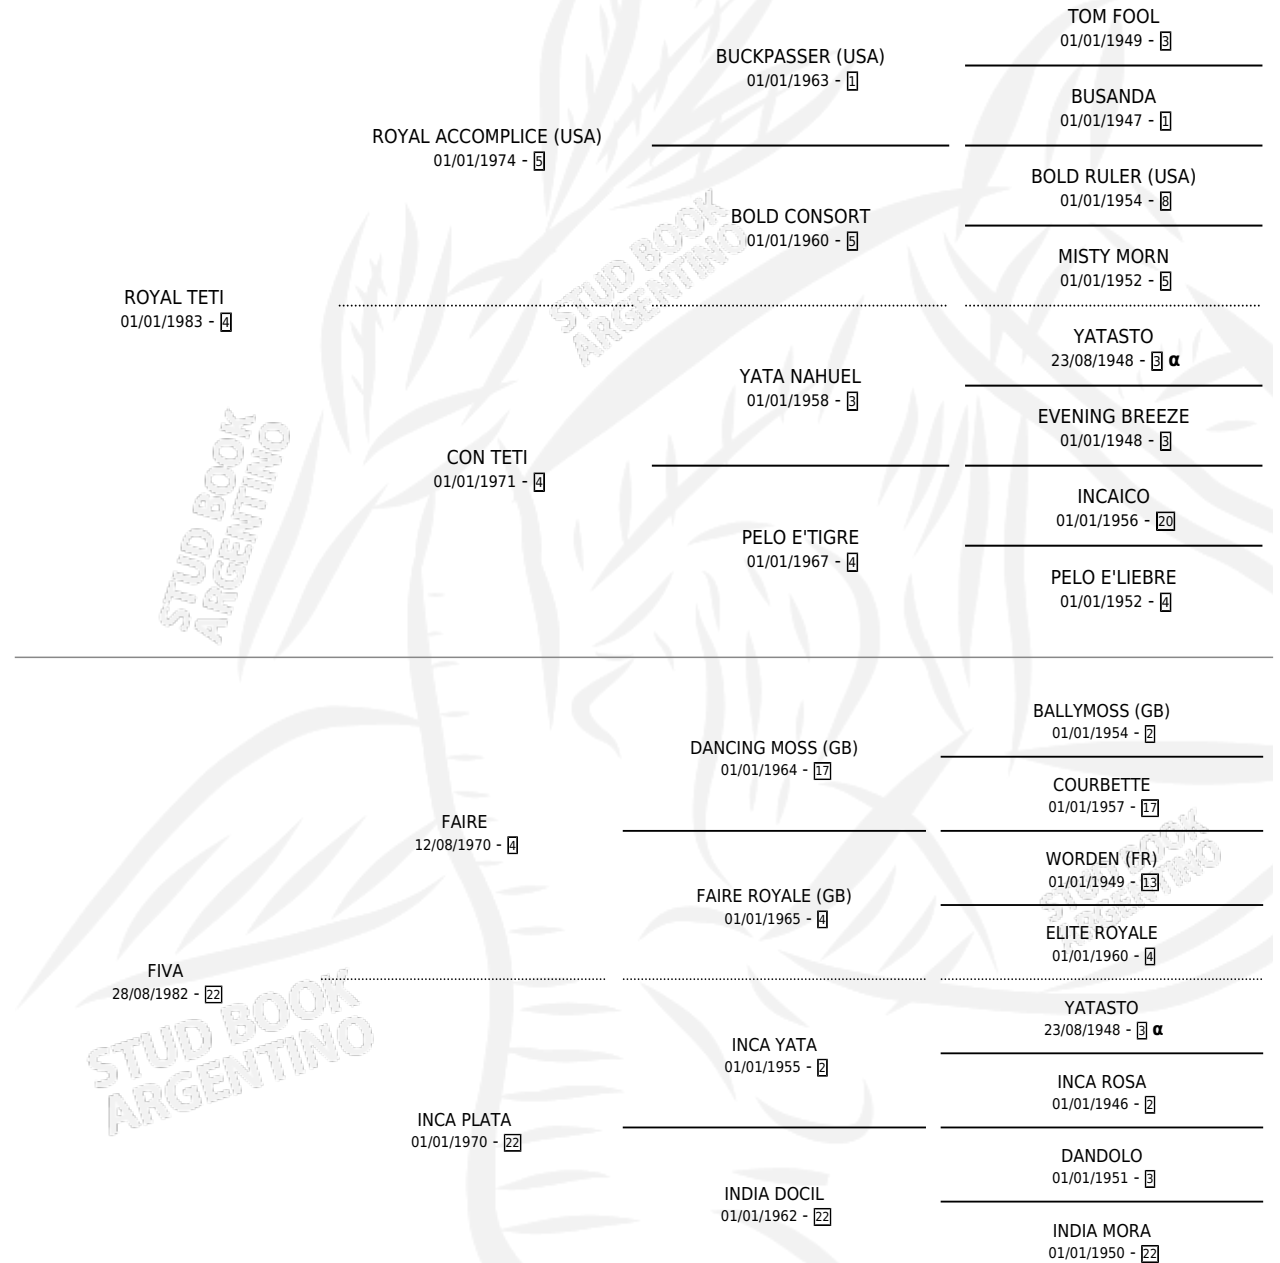 TOM FOOL
01/01/1949 - 3
BUCKPASSER (USA)
01/01/1963 - 1
BUSANDA
01/01/1947 - 1
ROYAL ACCOMPLICE (USA)
01/01/1974 - 5
BOLD RULER (USA)
01/01/1954 - 8
BOLD CONSORT
01/01/1960 - 5
MISTY MORN
01/01/1952 - 5
ROYAL TETI
01/01/1983 - 4
YATASTO
23/08/1948 - 3 α
YATA NAHUEL
01/01/1958 - 3
EVENING BREEZE
01/01/1948 - 3
CON TETI
01/01/1971 - 4
INCAICO
01/01/1956 - 20
PELO E'TIGRE
01/01/1967 - 4
PELO E'LIEBRE
01/01/1952 - 4
BALLYMOSS (GB)
01/01/1954 - 2
DANCING MOSS (GB)
01/01/1964 - 17
COURBETTE
01/01/1957 - 17
FAIRE
12/08/1970 - 4
WORDEN (FR)
01/01/1949 - 13
FAIRE ROYALE (GB)
01/01/1965 - 4
ELITE ROYALE
01/01/1960 - 4
FIVA
28/08/1982 - 22
YATASTO
23/08/1948 - 3 α
INCA YATA
01/01/1955 - 2
INCA ROSA
01/01/1946 - 2
INCA PLATA
01/01/1970 - 22
DANDOLO
01/01/1951 - 3
INDIA DOCIL
01/01/1962 - 22
INDIA MORA
01/01/1950 - 22
STUD BOOK
ARGENTINO
STUD BOOK
ARGENTINO
STUD BOOK
ARGENTINO
STUD BOOK
ARGENTINO